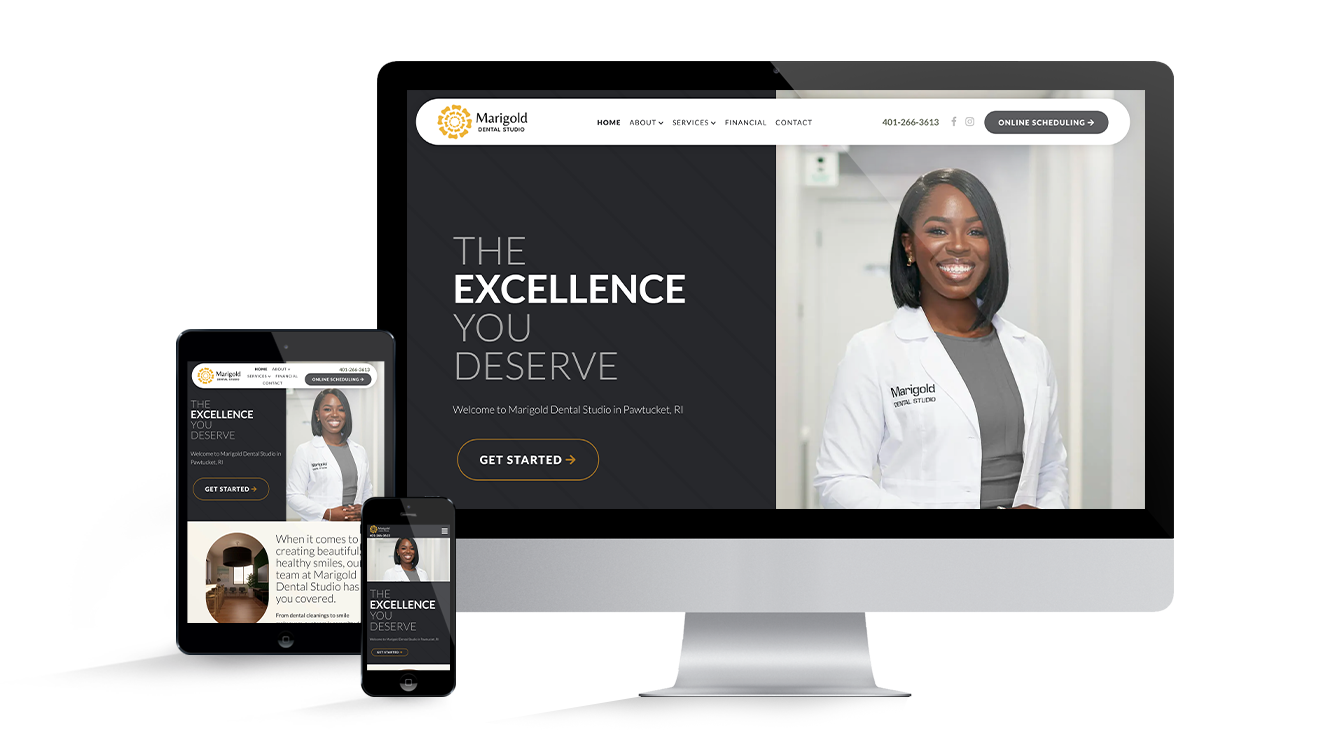 Marigold
DENTAL STUDIO
HOME ABOUT SERVICES FINANCIAL CONTACT
401-266-3613
ONLINE SCHEDULING
THE
EXCELLENCE
YOU
DESERVE
Welcome to Marigold Dental Studio in Pawtucket, RI
GET STARTED
Marigold
DENTAL STUDIO
Marigold
DENTAL STUDIO
HOME ABOUT
SERVICES FINANCIAL
CONTACT
401-266-3613
ONLINE SCHEDULING
THE
EXCELLENCE
YOU
DESERVE
Welcome to Marigold Dental Studio in
Pawtucket, RI
GET STARTED
Marigold
When it comes to
creating beautiful,
healthy smiles, our
team at Marigold
Dental Studio has
you covered.
From dental cleanings to smile
Marigold
401-266-3613
THE
EXCELLENCE
YOU
DESERVE
Welcome to Marigold Dental Studio in Pawtucket, RI
GET STARTED